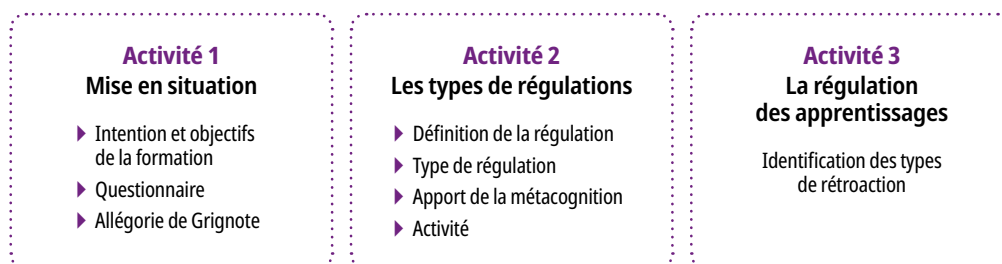 Activité 1
Mise en situation
Intention et objectifs
de la formation
Questionnaire
Allégorie de Grignote
Activité 2
Les types de régulations
Définition de la régulation
Type de régulation
Apport de la métacognition
Activité
Activité 3
La régulation
des apprentissages
Identification des types
de rétroaction